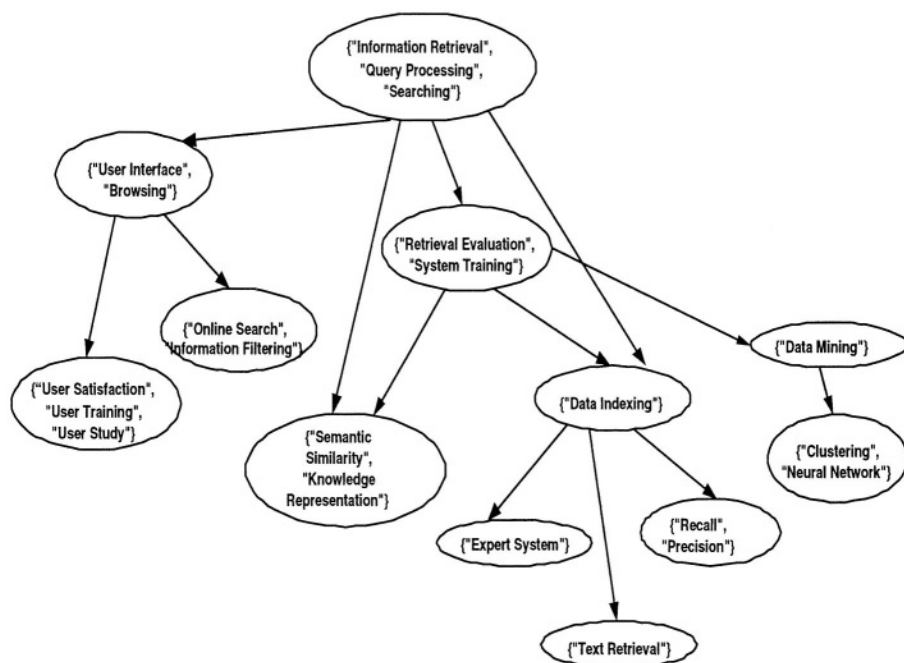 {"Information Retrieval",
"Query Processing",
"Searching"}
{"User Interface",
"Browsing"}
{"Retrieval Evaluation",
"System Training"}
{"Online Search",
"Information Filtering"}
{"Data Mining"}
{“User Satisfaction",
"User Training",
"User Study"}
{"Data Indexing"}
{"Semantic
Similarity",
"Knowledge
Representation"}
{"Clustering",
"Neural Network"}
{"Expert System"}
{"Recall",
"Precision"}
{"Text Retrieval"}